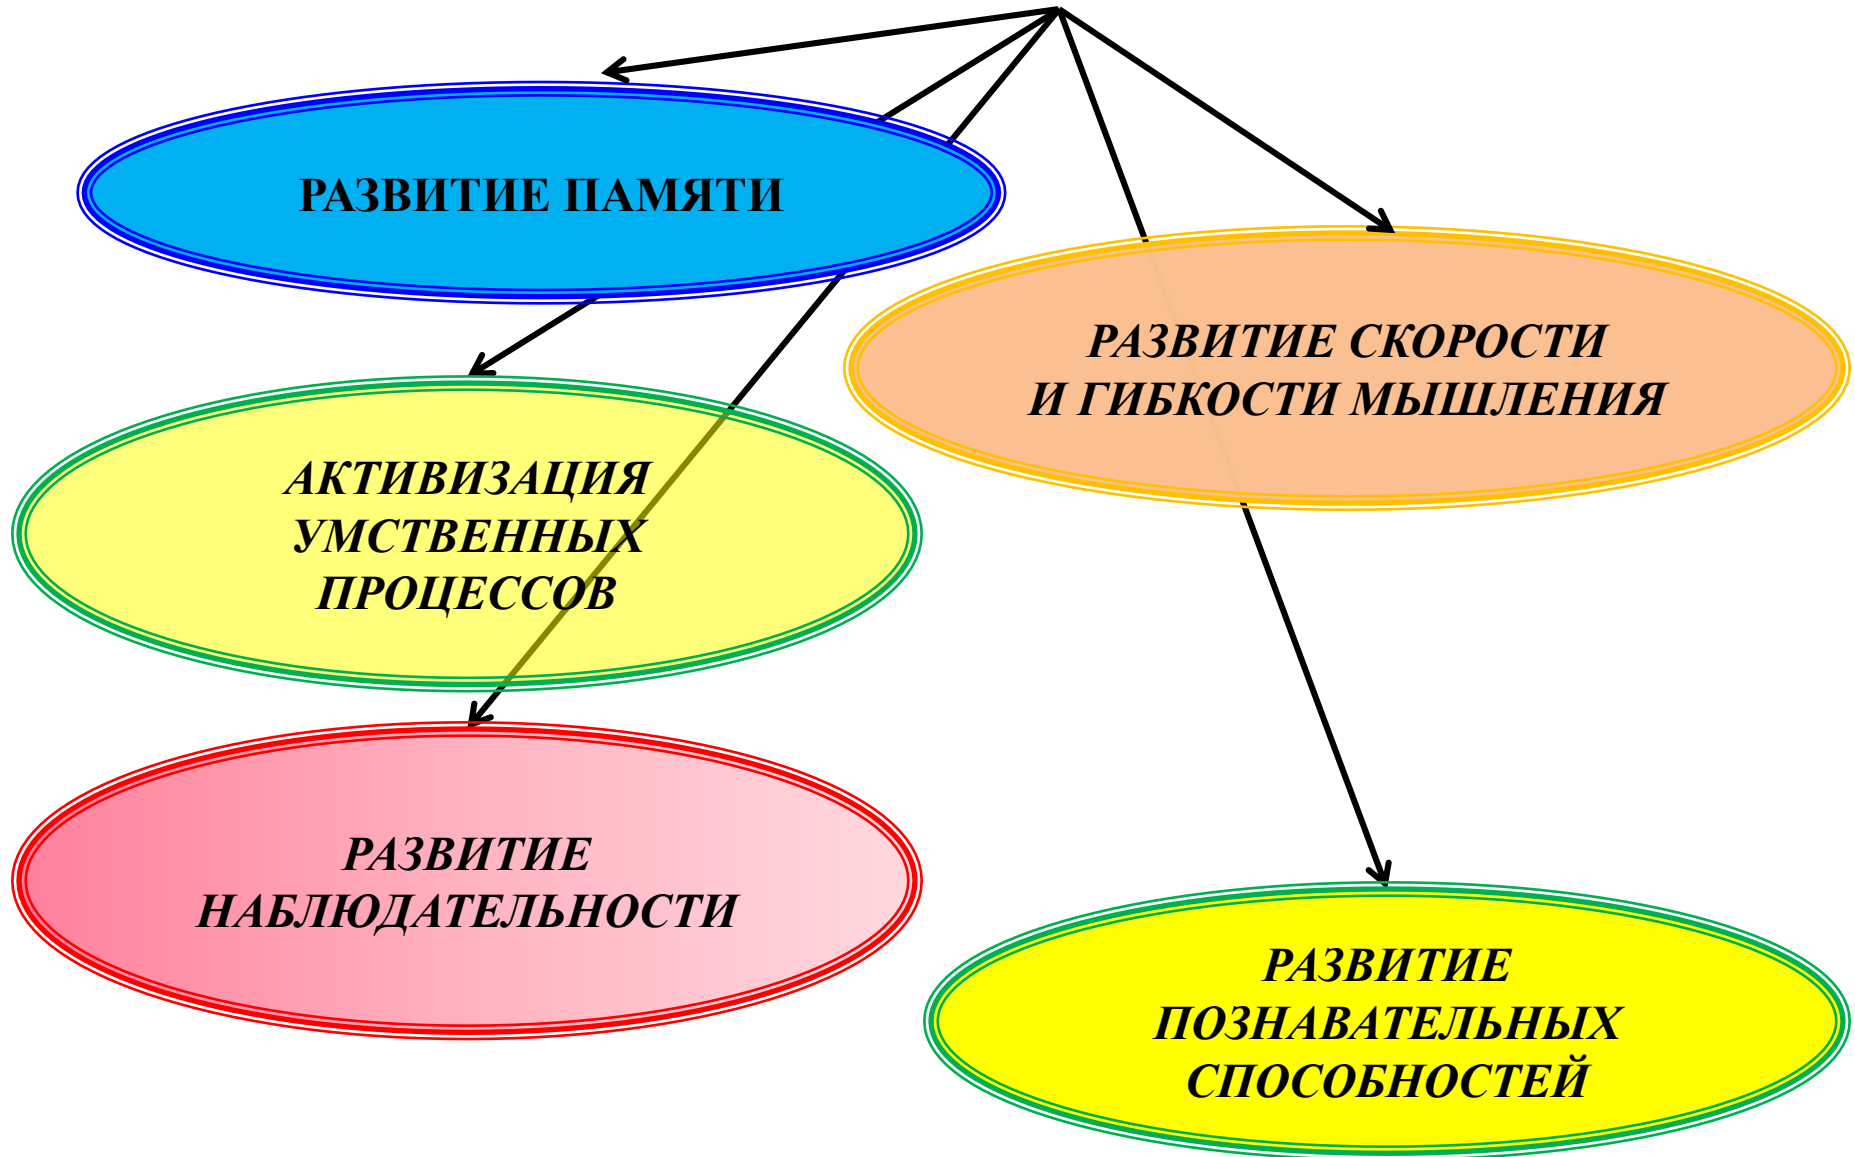 РАЗВИТИЕ ПАМЯТИ
РАЗВИТИЕ СКОРОСТИ
И ГИБКОСТИ МЫШЛЕНИЯ
АКТИВИЗАЦИЯ
УМСТВЕННЫХ
ПРОЦЕССОВ
РАЗВИТИЕ
НАБЛЮДАТЕЛЬНОСТИ
РАЗВИТИЕ
ПОЗНАВАТЕЛЬНЫХ
СПОСОБНОСТЕЙ